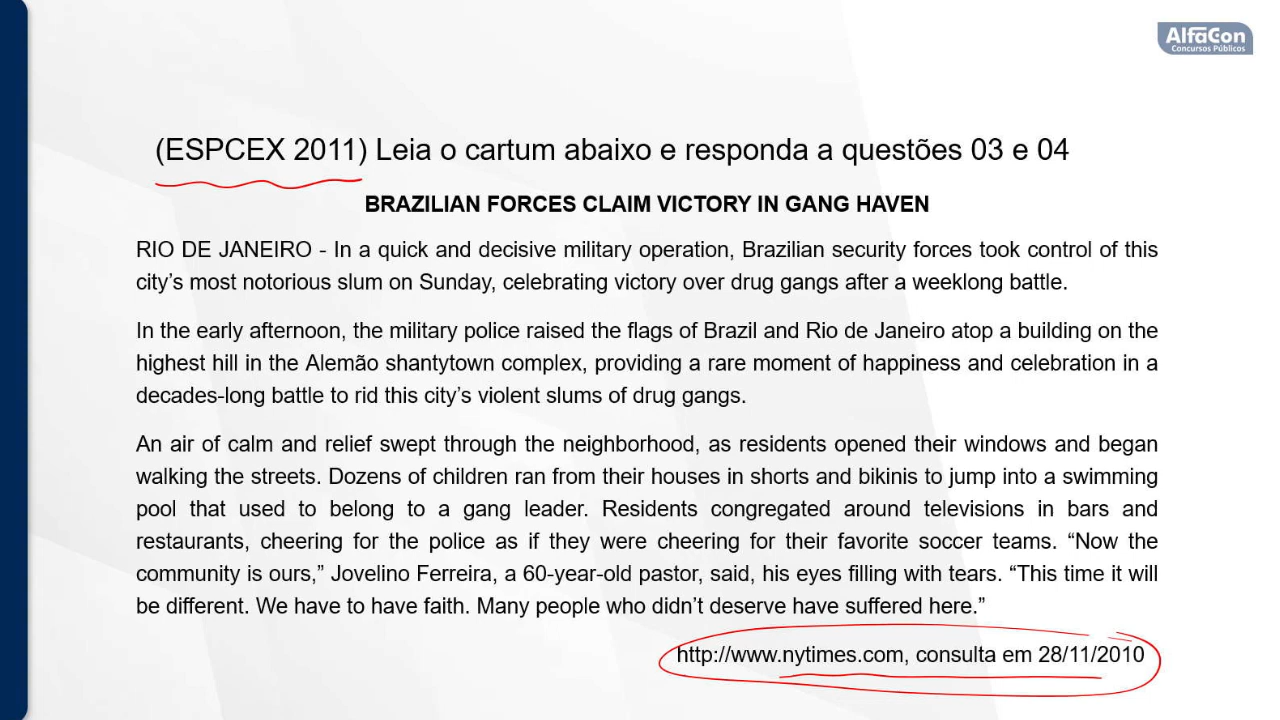 AlfaCon
Concursos Públicos
(ESPCEX 2011) Leia o cartum abaixo e responda a questões 03 e 04
BRAZILIAN FORCES CLAIM VICTORY IN GANG HAVEN
RIO DE JANEIRO - In a quick and decisive military operation, Brazilian security forces took control of this
city’s most notorious slum on Sunday, celebrating victory over drug gangs after a weeklong battle.
In the early afternoon, the military police raised the flags of Brazil and Rio de Janeiro atop a building on the
highest hill in the Alemão shantytown complex, providing a rare moment of happiness and celebration in a
decades-long battle to rid this city’s violent slums of drug gangs.
An air of calm and relief swept through the neighborhood, as residents opened their windows and began
walking the streets. Dozens of children ran from their houses in shorts and bikinis to jump into a swimming
pool that used to belong to a gang leader. Residents congregated around televisions in bars and
restaurants, cheering for the police as if they were cheering for their favorite soccer teams. “Now the
community is ours,” Jovelino Ferreira, a 60-year-old pastor, said, his eyes filling with tears. “This time it will
be different. We have to have faith. Many people who didn’t deserve have suffered here.”
http://www.nytimes.com, consulta em 28/11/2010